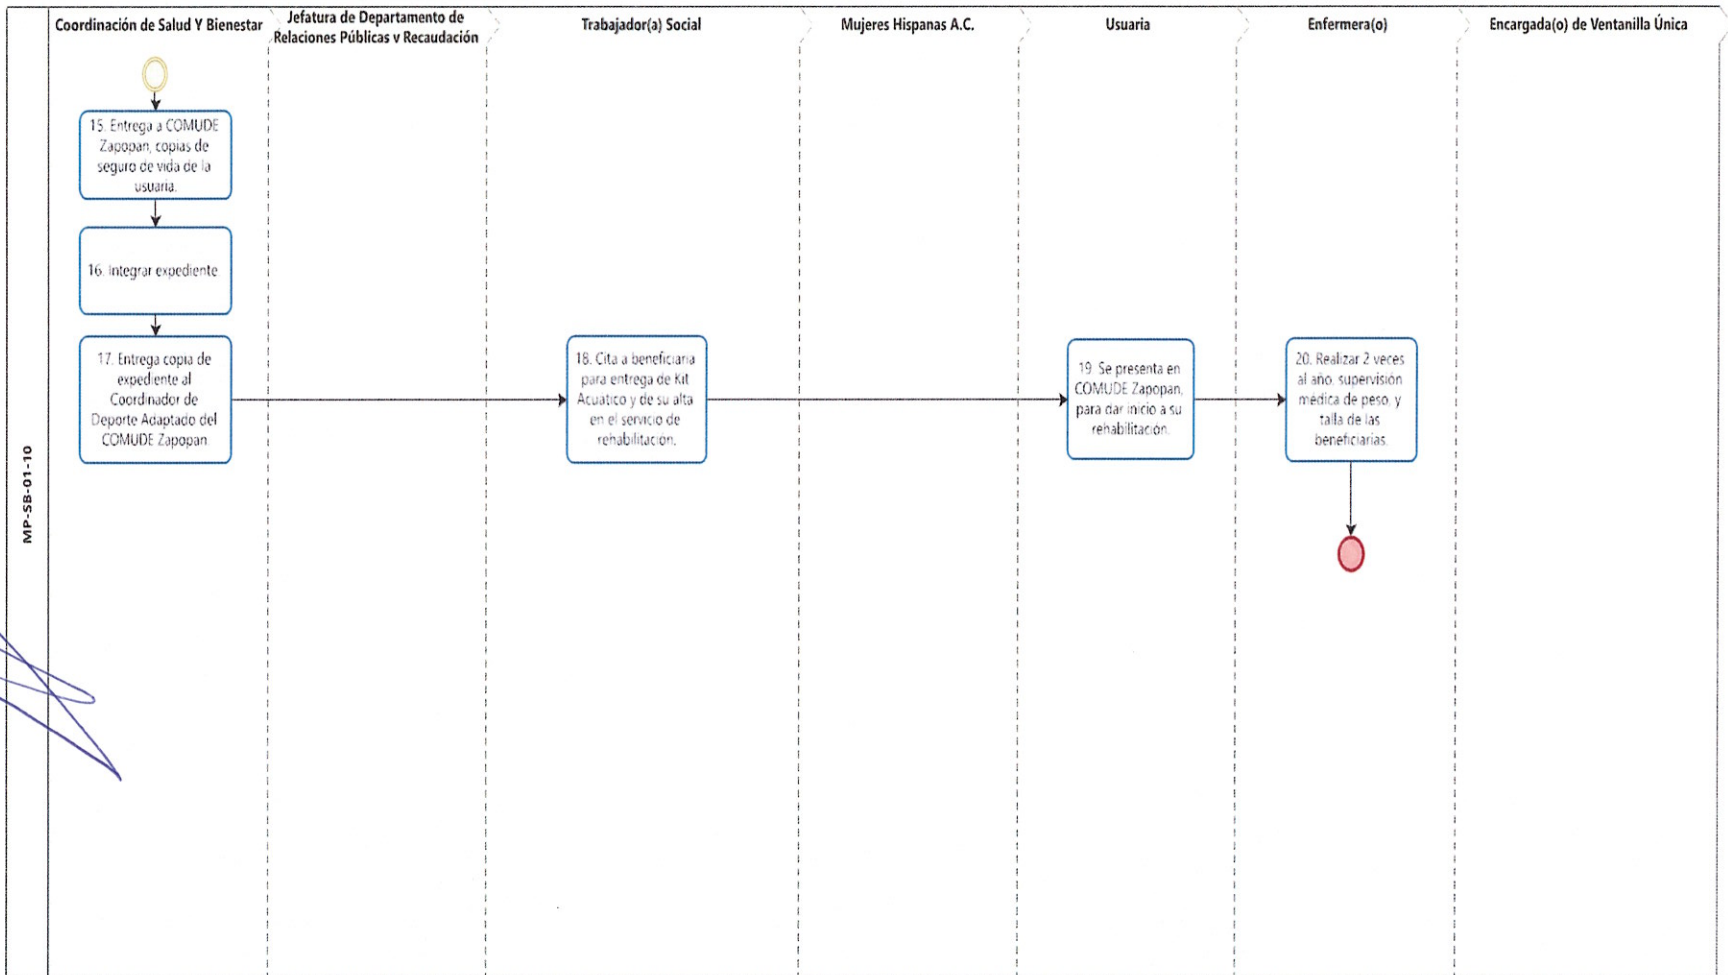 Coordinación de Salud Y Bienestar
Jefatura de Departamento de
Relaciones Públicas y Recaudación
Trabajador(a) Social
Mujeres Hispanas A.C.
Usuaria
Enfermera(o)
Encargada(o) de Ventanilla Única
MP-SB-01-10
15. Entrega a COMUDE
Zapopan, copias de
seguro de vida de la
usuaria.
16. Integrar expediente
17. Entrega copia de
expediente al
Coordinador de
Deporte Adaptado del
COMUDE Zapopan.
18. Cita a beneficiaria
para entrega de Kit
Acuático y de su alta
en el servicio de
rehabilitación.
19. Se presenta en
COMUDE Zapopan,
para dar inicio a su
rehabilitación.
20. Realizar 2 veces
al año, supervisión
médica de peso, y
talla de las
beneficiarias.